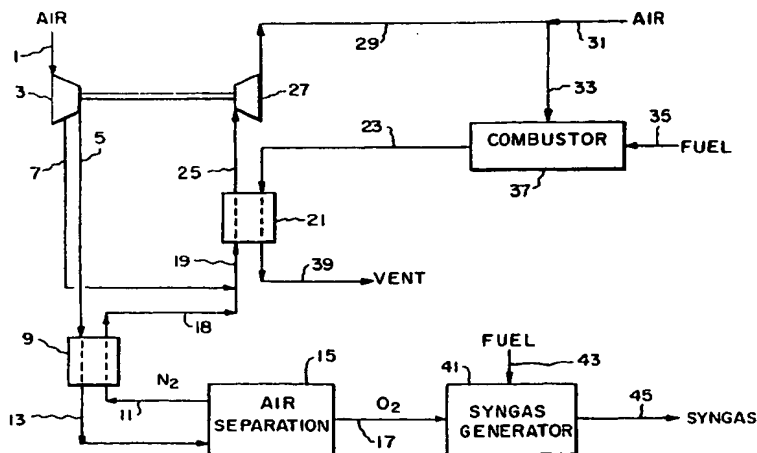 AIR
1
3
5
7
29
31
AIR
27
33
23
COMBUSTOR
35
FUEL
37
25
21
19
39
VENT
9
18
N2
11
13
15
AIR
SEPARATION
O2
17
FUEL
43
41
SYNGAS
GENERATOR
45
SYNGAS